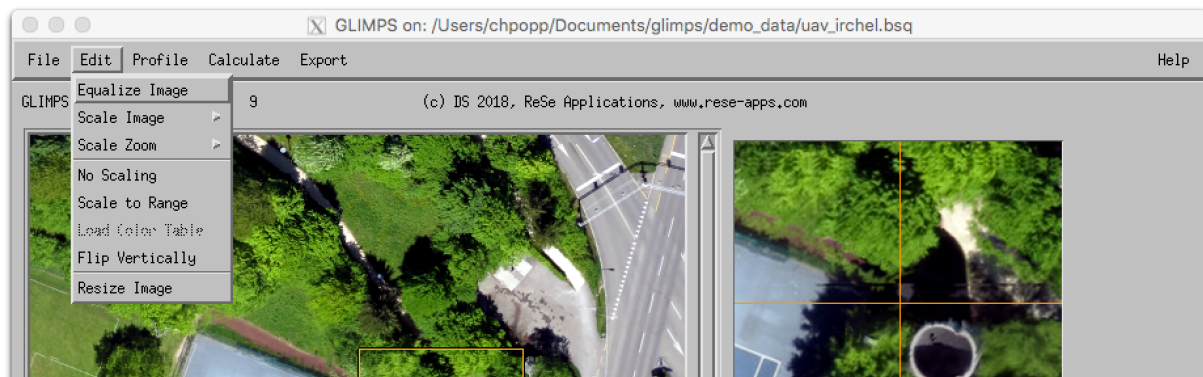 GLIMPS on: /Users/chpopp/Documents/glimps/demo_data/uav_irchel.bsq
File Edit Profile Calculate Export Help
GLIMPS 9 (c) DS 2018, ReSe Applications, www.rese-apps.com
Equalize Image
Scale Image
Scale Zoom
No Scaling
Scale to Range
Load Color Table
Flip Vertically
Resize Image